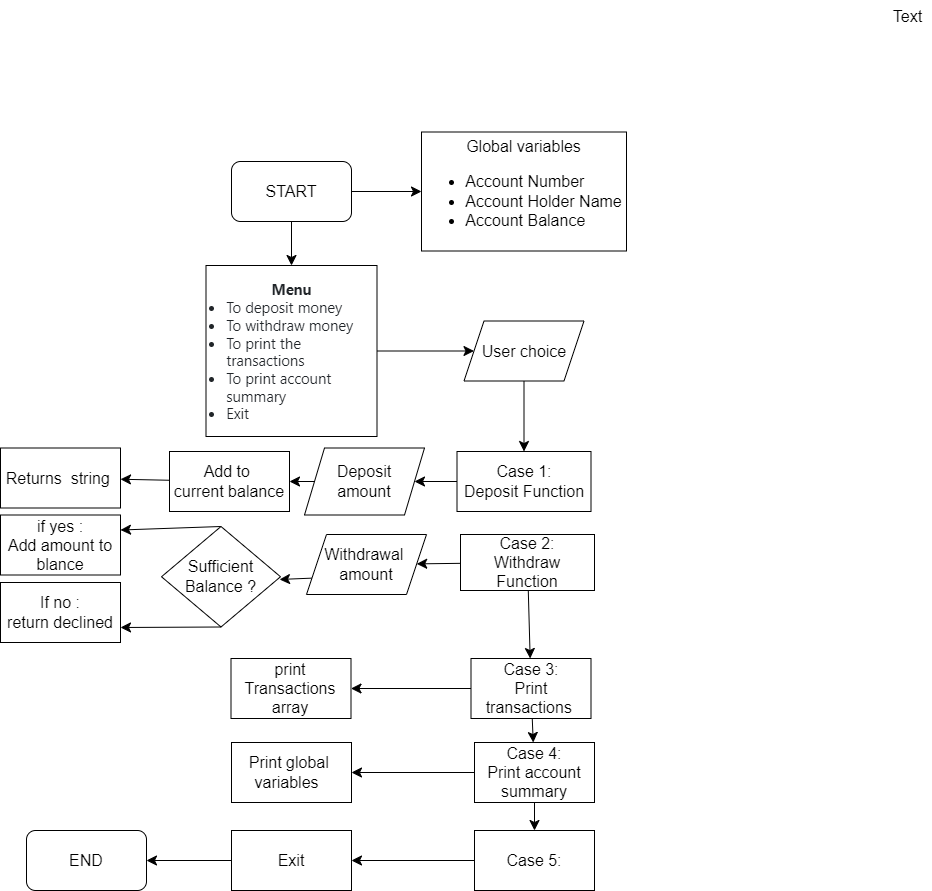 Text
Global variables
START
• Account Number
• Account Holder Name
• Account Balance
Menu
• To deposit money
• To withdraw money
• To print the
transactions
• To print account
summary
• Exit
User choice
Returns  string
Add to
current balance
Deposit
amount
Case 1:
Deposit Function
if yes :
Add amount to
blance
Sufficient
Balance ?
Withdrawal
amount
Case 2:
Withdraw
Function
If no :
return declined
print
Transactions
array
Case 3:
Print
transactions
Print global
variables
Case 4:
Print account
summary
END
Exit
Case 5: